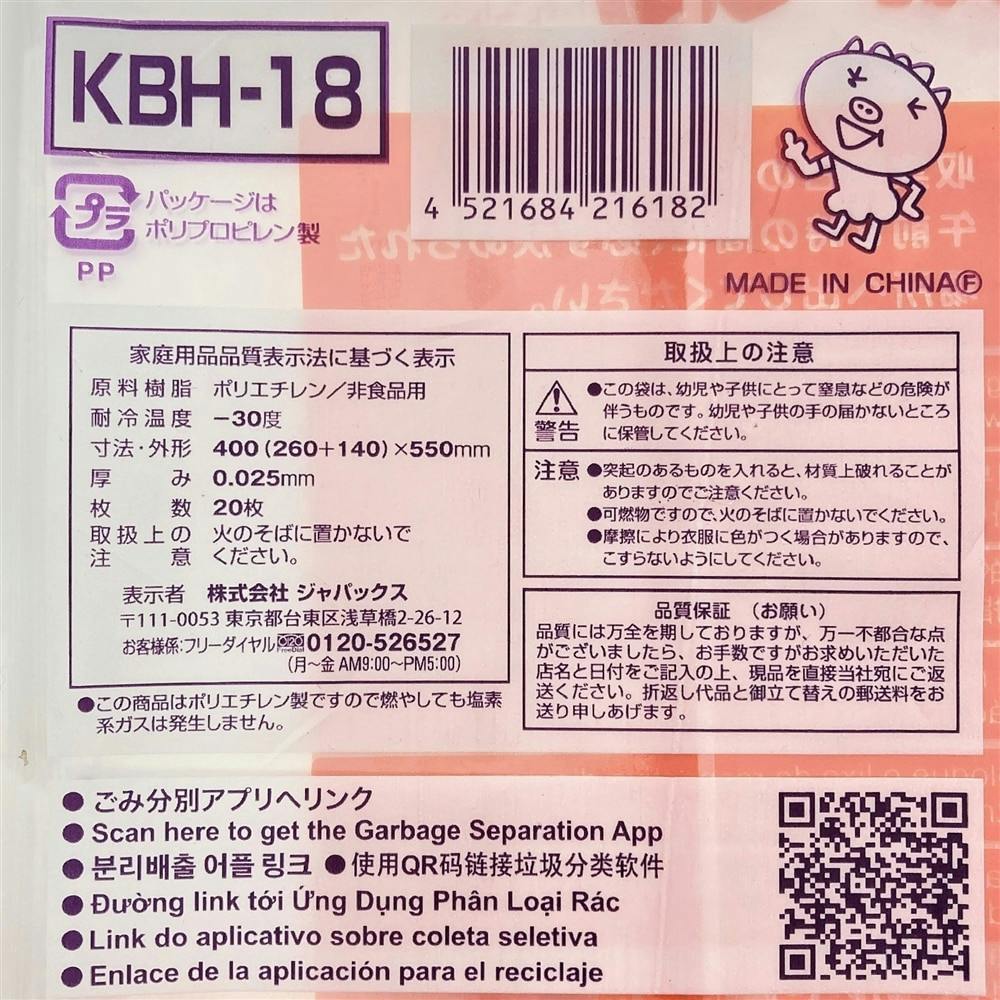 KBH-18
プラ
パッケージは
ポリプロピレン製
PP
4 521684 216182
MADE IN CHINAⒻ
家庭用品品質表示法に基づく表示
原料樹脂 ポリエチレン/非食品用
耐冷温度 −30度
寸法・外形 400(260+140)×550mm
厚み 0.025mm
枚数 20枚
取扱上の 火のそばに置かないで
注意 ください。
表示者 株式会社 ジャパックス
〒111-0053 東京都台東区浅草橋2-26-12
お客様係:フリーダイヤル 0120-526527
(月〜金 AM9:00〜PM5:00)
●この商品はポリエチレン製ですので燃やしても塩素
系ガスは発生しません。
取扱上の注意
警告
●この袋は、幼児や子供にとって窒息などの危険が
伴うものです。幼児や子供の手の届かないところ
に保管してください。
注意 ●突起のあるものを入れると、材質上破れることが
ありますのでご注意ください。
●可燃物ですので、火のそばに置かないでください。
●摩擦により衣服に色がつく場合がありますので、
こすらないようにしてください。
品質保証 (お願い)
品質には万全を期しておりますが、万一不都合な点
がございましたら、お手数ですがお求めいただいた
店名と日付をご記入の上、現品を直接当社宛にご返
送ください。折返し代品と御立て替えの郵送料をお
送り申しあげます。
● ごみ分別アプリへリンク
● Scan here to get the Garbage Separation App
● 분리배출 어플 링크 ● 使用QR码链接垃圾分类软件
● Đường link tới Ứng Dụng Phân Loại Rác
● Link do aplicativo sobre coleta seletiva
● Enlace de la aplicación para el reciclaje